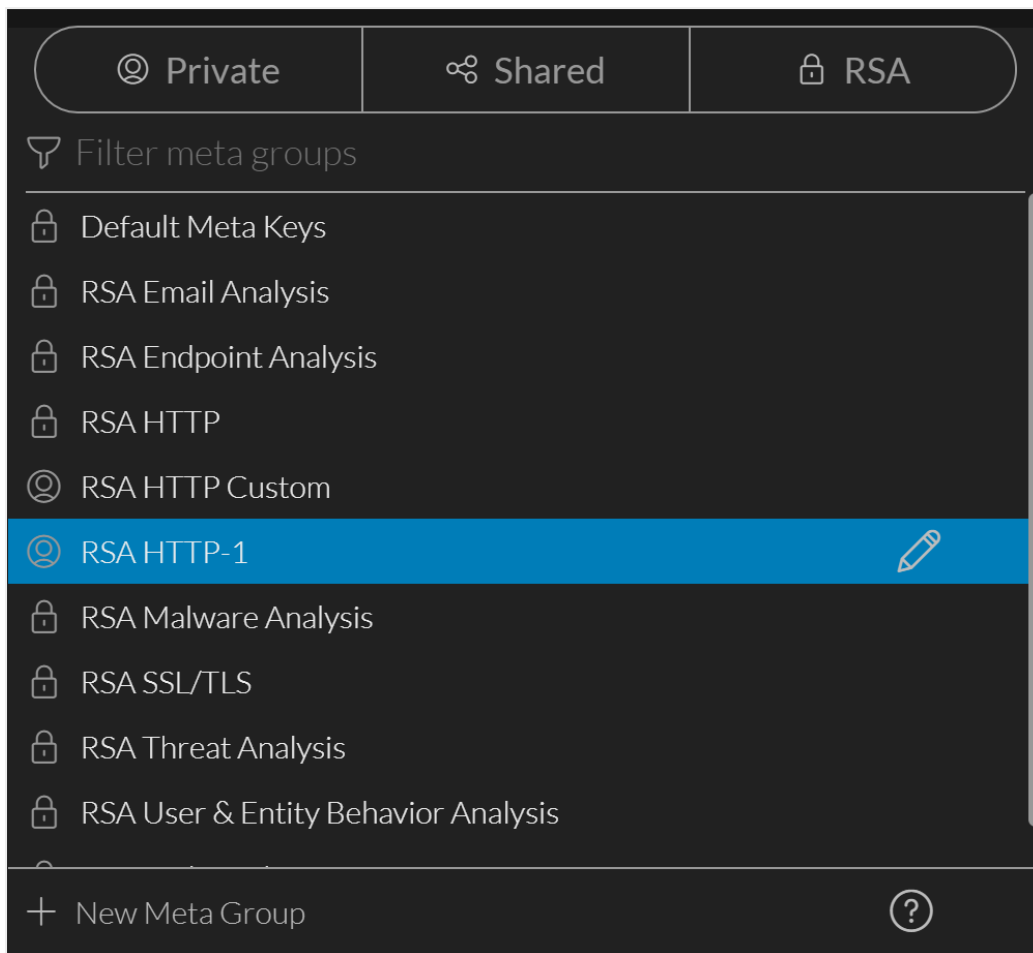 Private Shared RSA
Filter meta groups
Default Meta Keys
RSA Email Analysis
RSA Endpoint Analysis
RSA HTTP
RSA HTTP Custom
RSA HTTP-1
RSA Malware Analysis
RSA SSL/TLS
RSA Threat Analysis
RSA User & Entity Behavior Analysis
New Meta Group